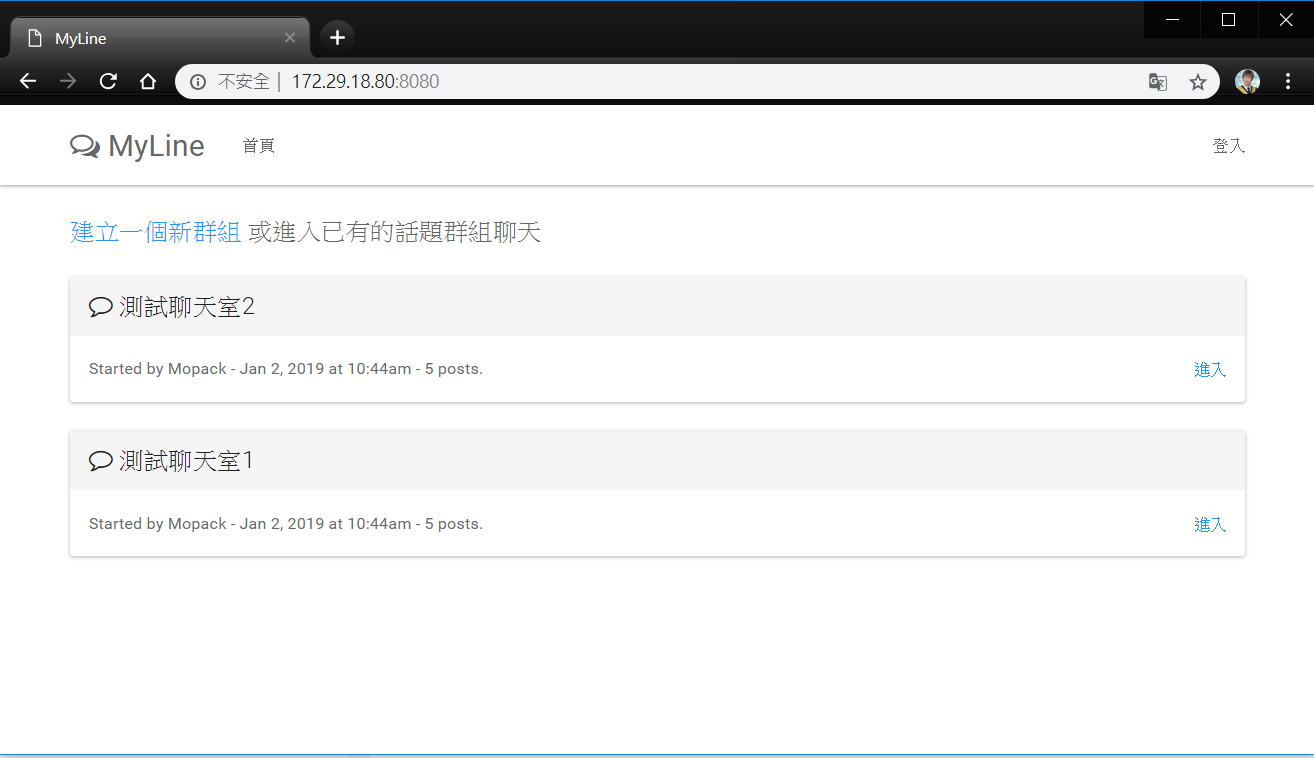 MyLine
不安全 172.29.18.80:8080
MyLine 首頁 登入
建立一個新群組 或進入已有的話題群組聊天
測試聊天室2
Started by Mopack - Jan 2, 2019 at 10:44am - 5 posts. 進入
測試聊天室1
Started by Mopack - Jan 2, 2019 at 10:44am - 5 posts. 進入